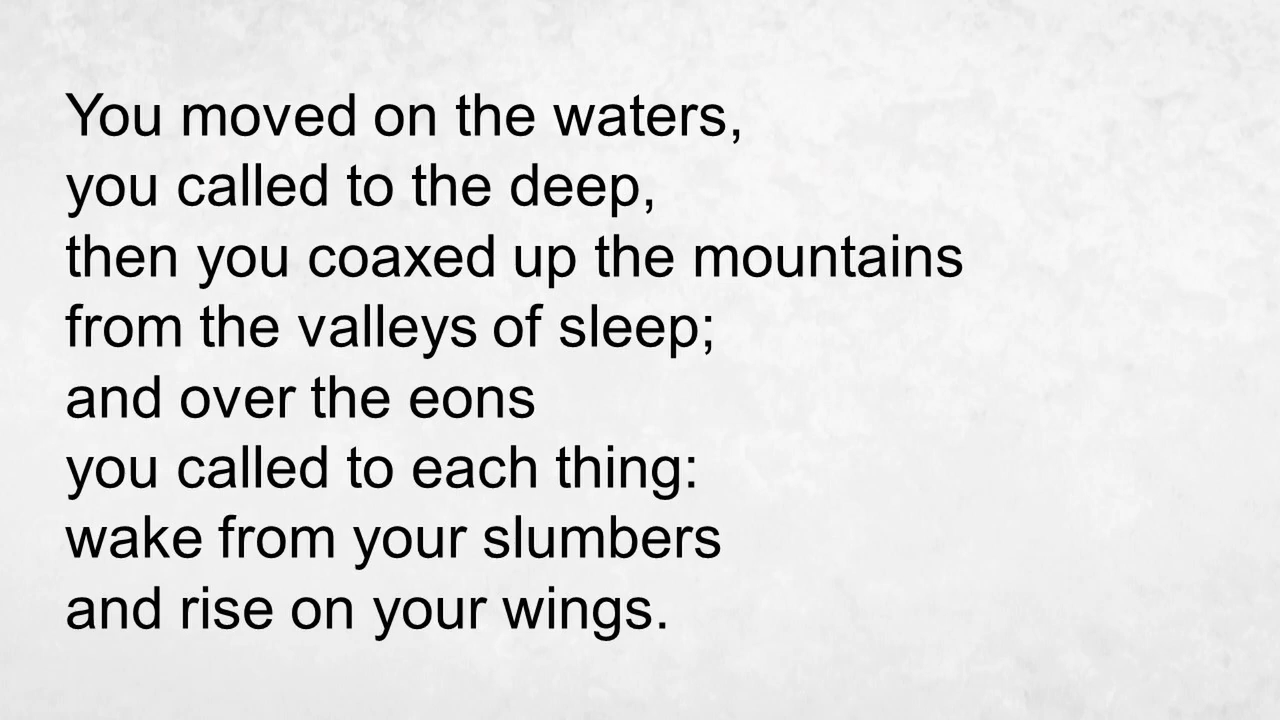 You moved on the waters,
you called to the deep,
then you coaxed up the mountains
from the valleys of sleep;
and over the eons
you called to each thing:
wake from your slumbers
and rise on your wings.